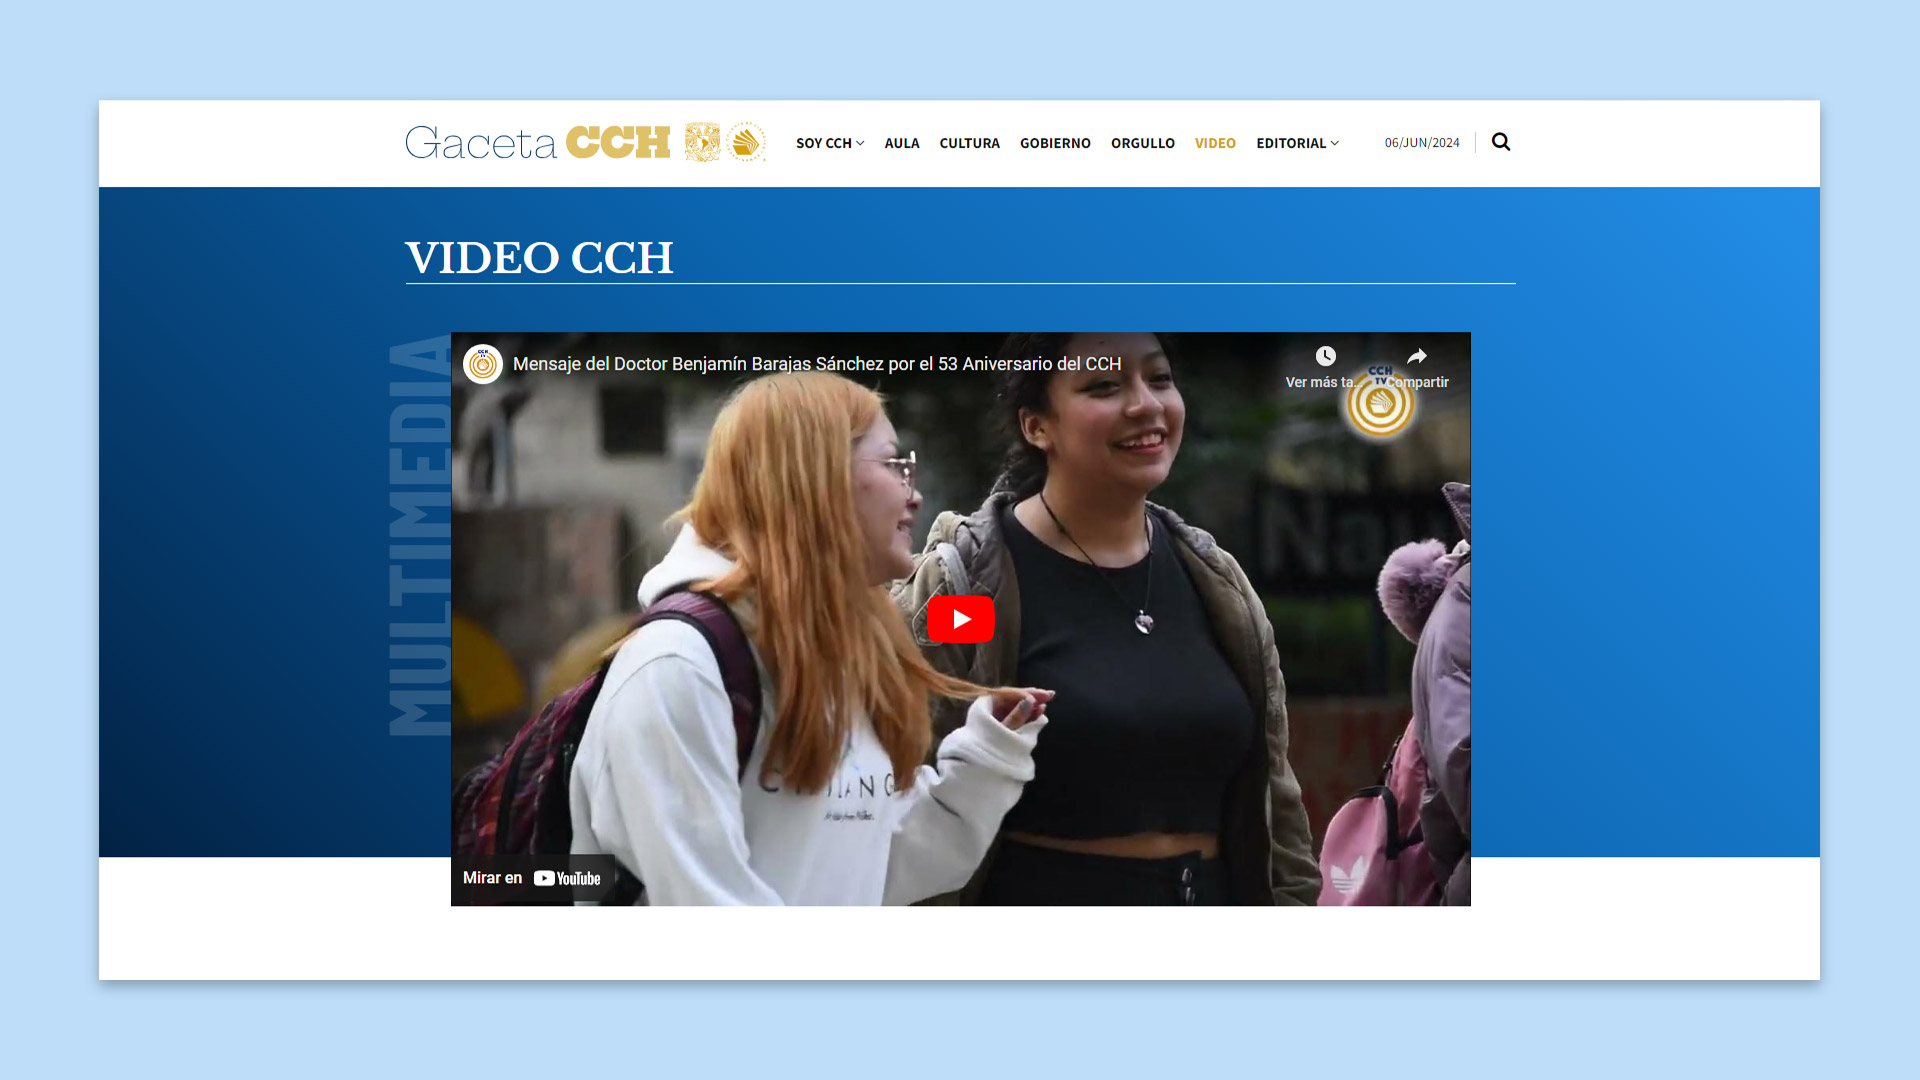 Gaceta CCH
SOY CCH AULA CULTURA GOBIERNO ORGULLO VIDEO EDITORIAL 06/JUN/2024
VIDEO CCH
MULTIMEDIA
Mensaje del Doctor Benjamín Barajas Sánchez por el 53 Aniversario del CCH
Ver más ta... Compartir
CCH
TV
Mirar en YouTube